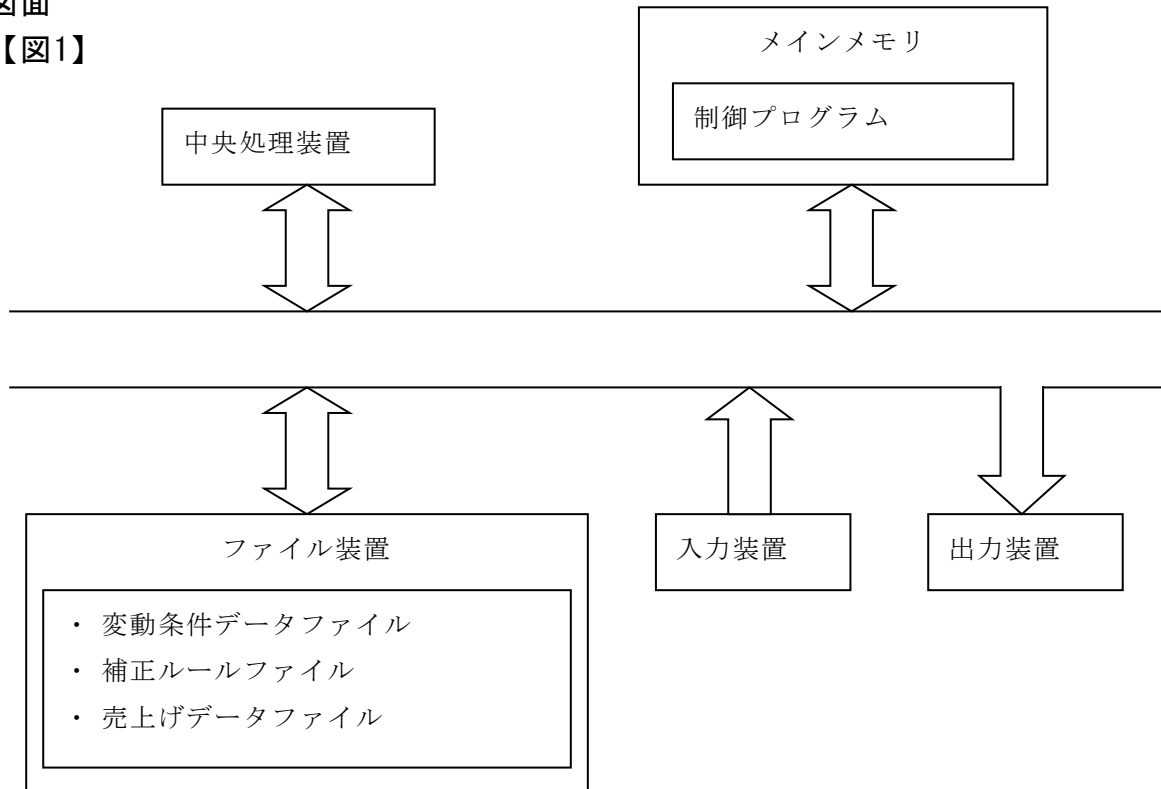 図面
【図1】
メインメモリ
制御プログラム
中央処理装置
ファイル装置
・ 変動条件データファイル
・ 補正ルールファイル
・ 売上げデータファイル
入力装置
出力装置